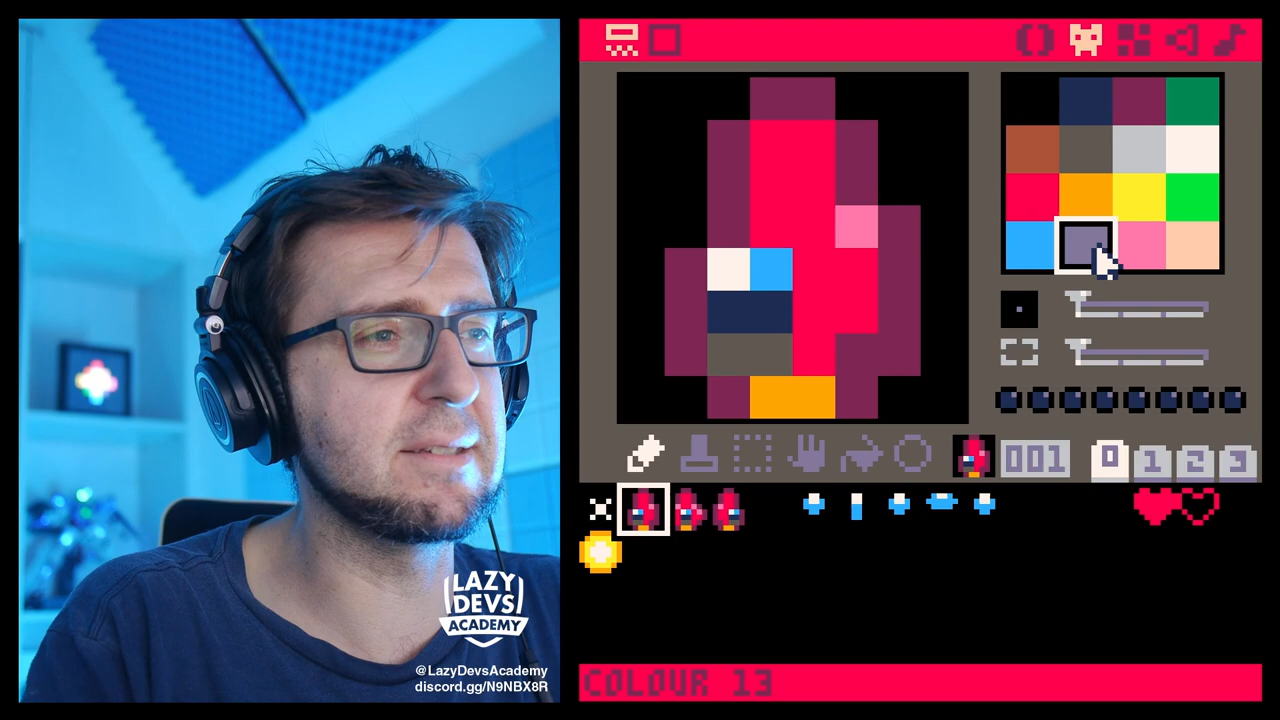 001
0 1 2 3
LAZY
DEVS
ACADEMY
@LazyDevsAcademy
discord.gg/N9NBX8R
COLOUR 13